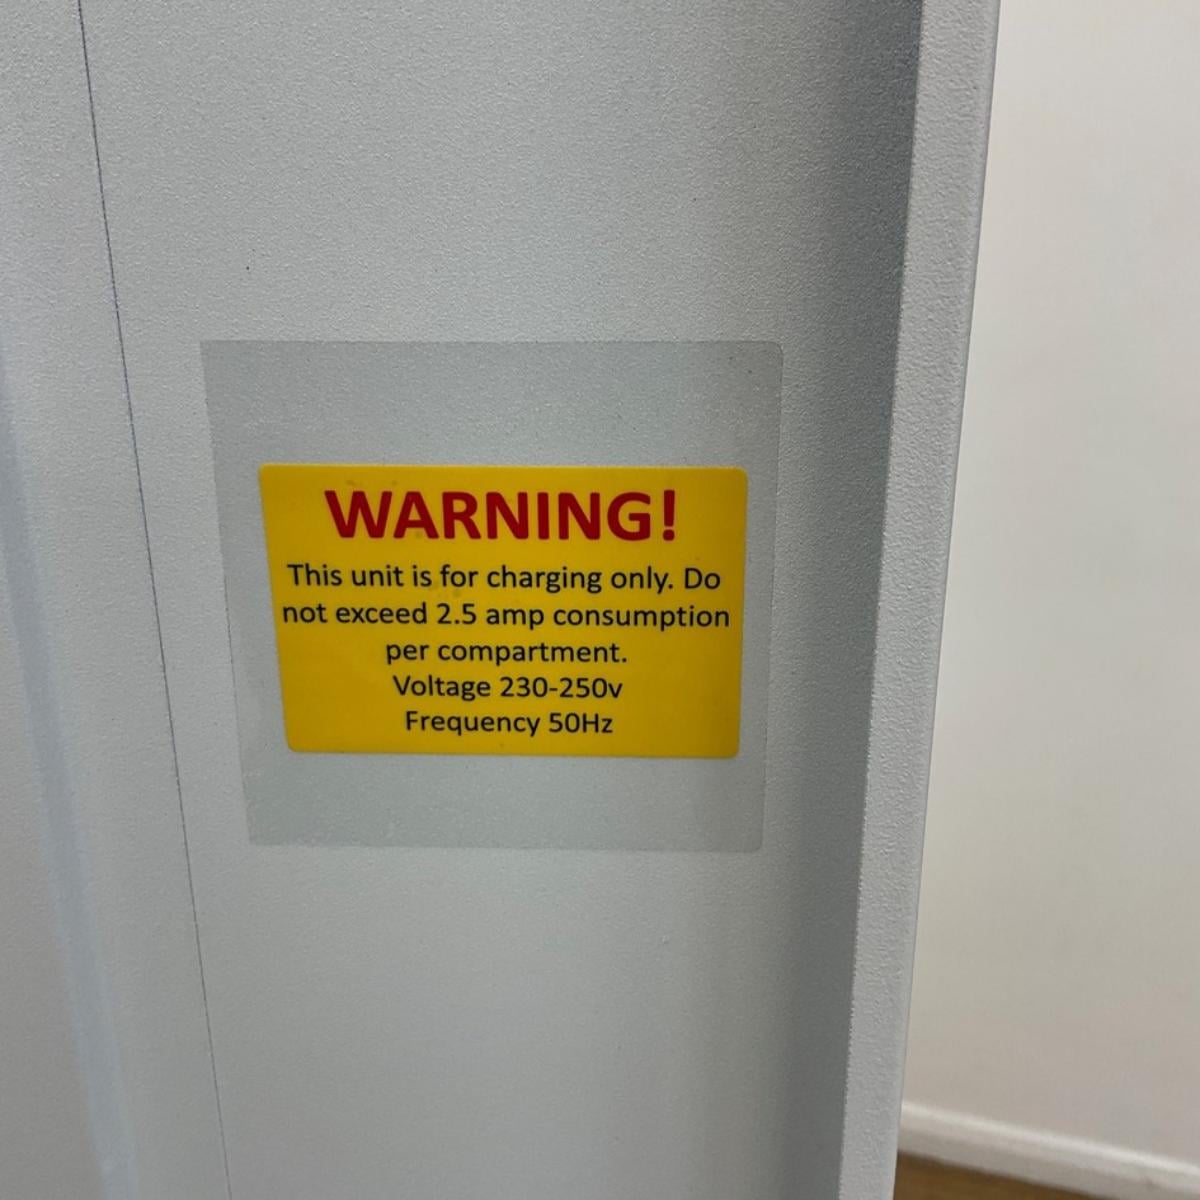 WARNING!
This unit is for charging only. Do
not exceed 2.5 amp consumption
per compartment.
Voltage 230-250v
Frequency 50Hz